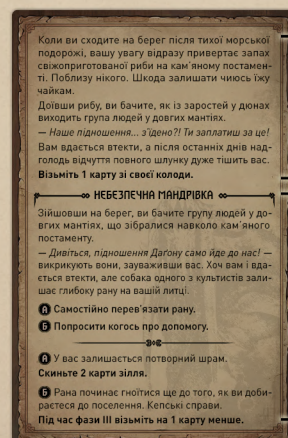 Коли ви сходите на берег після тихої морської
подорожі, вашу увагу відразу привертає запах
свіжоприготованої риби на кам'яному постамен-
ті. Поблизу нікого. Шкода залишати чиюсь їжу
чайкам.
Доївши рибу, ви бачите, як із заростей у дюнах
виходить група людей у довгих мантіях.
— Наше підношення... з'їдено?! Ти заплатиш за це!
Вам вдається втекти, а після останніх днів над-
голодь відчуття повного шлунку дуже тішить вас.
Візьміть 1 карту зі своєї колоди.
НЕБЕЗПЕЧНА МАНДРІВКА
Зійшовши на берег, ви бачите групу людей у до-
вгих мантіях, що зібралися навколо кам'яного
постаменту.
— Дивіться, підношення Даґону само йде до нас! —
викрикують вони, зауваживши вас. Хоч вам і вда-
ється втекти, але собака одного з культистів зали-
шає глибоку рану на вашій литці.
А Самостійно перев'язати рану.
Б Попросити когось про допомогу.
А У вас залишається потворний шрам.
Скиньте 2 карти зілля.
Б Рана починає гноїтися ще до того, як ви доби-
раєтеся до поселення. Кепські справи.
Під час фази III візьміть на 1 карту менше.